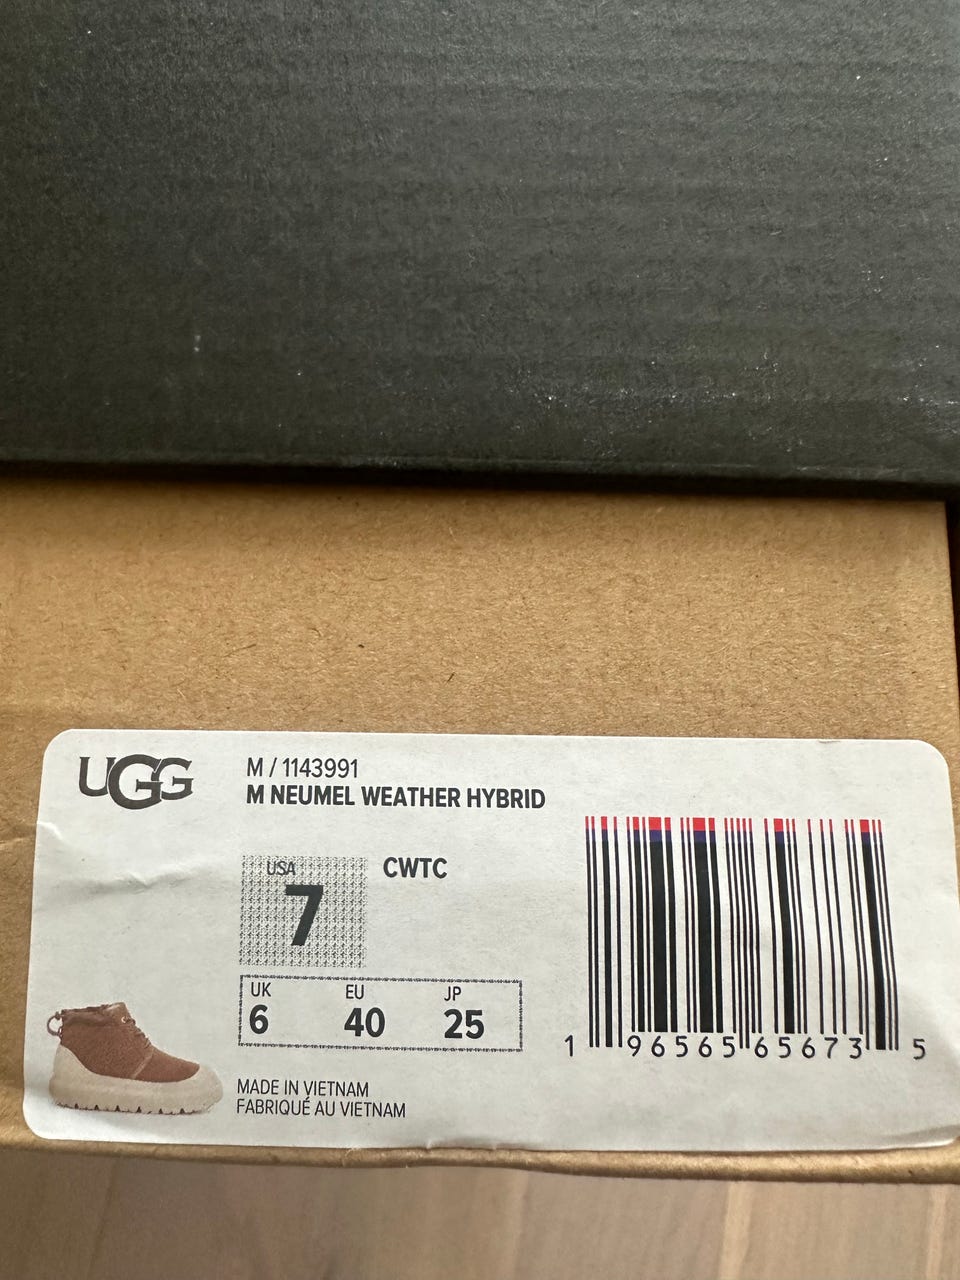 UGG
M / 1143991
M NEUMEL WEATHER HYBRID
USA
7
CWTC
UK EU JP
6 40 25
1 96565 65673 5
MADE IN VIETNAM
FABRIQUÉ AU VIETNAM